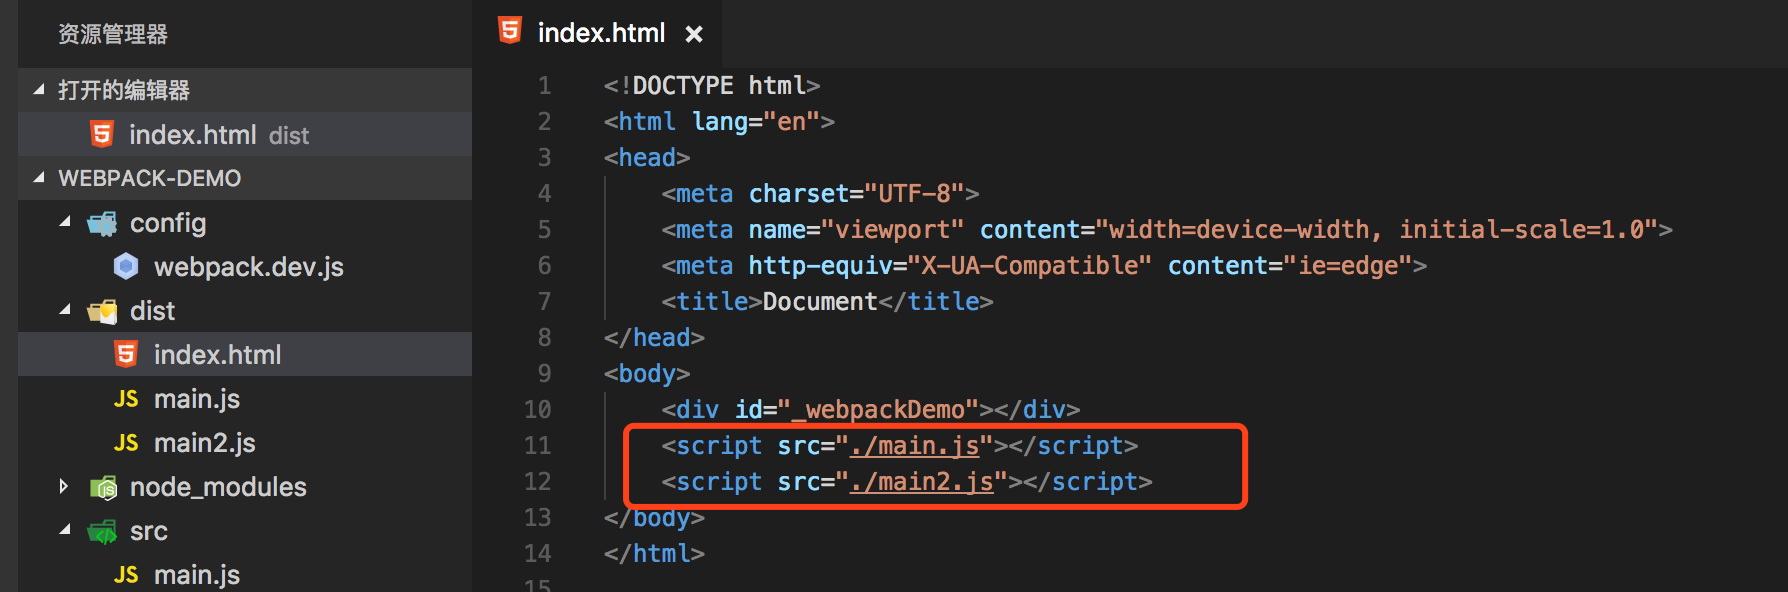 资源管理器
打开的编辑器
index.html dist
WEBPACK-DEMO
config
webpack.dev.js
dist
index.html
JS main.js
JS main2.js
node_modules
src
JS main.js
index.html ×
1 <!DOCTYPE html>
2 <html lang="en">
3 <head>
4 <meta charset="UTF-8">
5 <meta name="viewport" content="width=device-width, initial-scale=1.0">
6 <meta http-equiv="X-UA-Compatible" content="ie=edge">
7 <title>Document</title>
8 </head>
9 <body>
10 <div id="_webpackDemo"></div>
11 <script src="./main.js"></script>
12 <script src="./main2.js"></script>
13 </body>
14 </html>
15